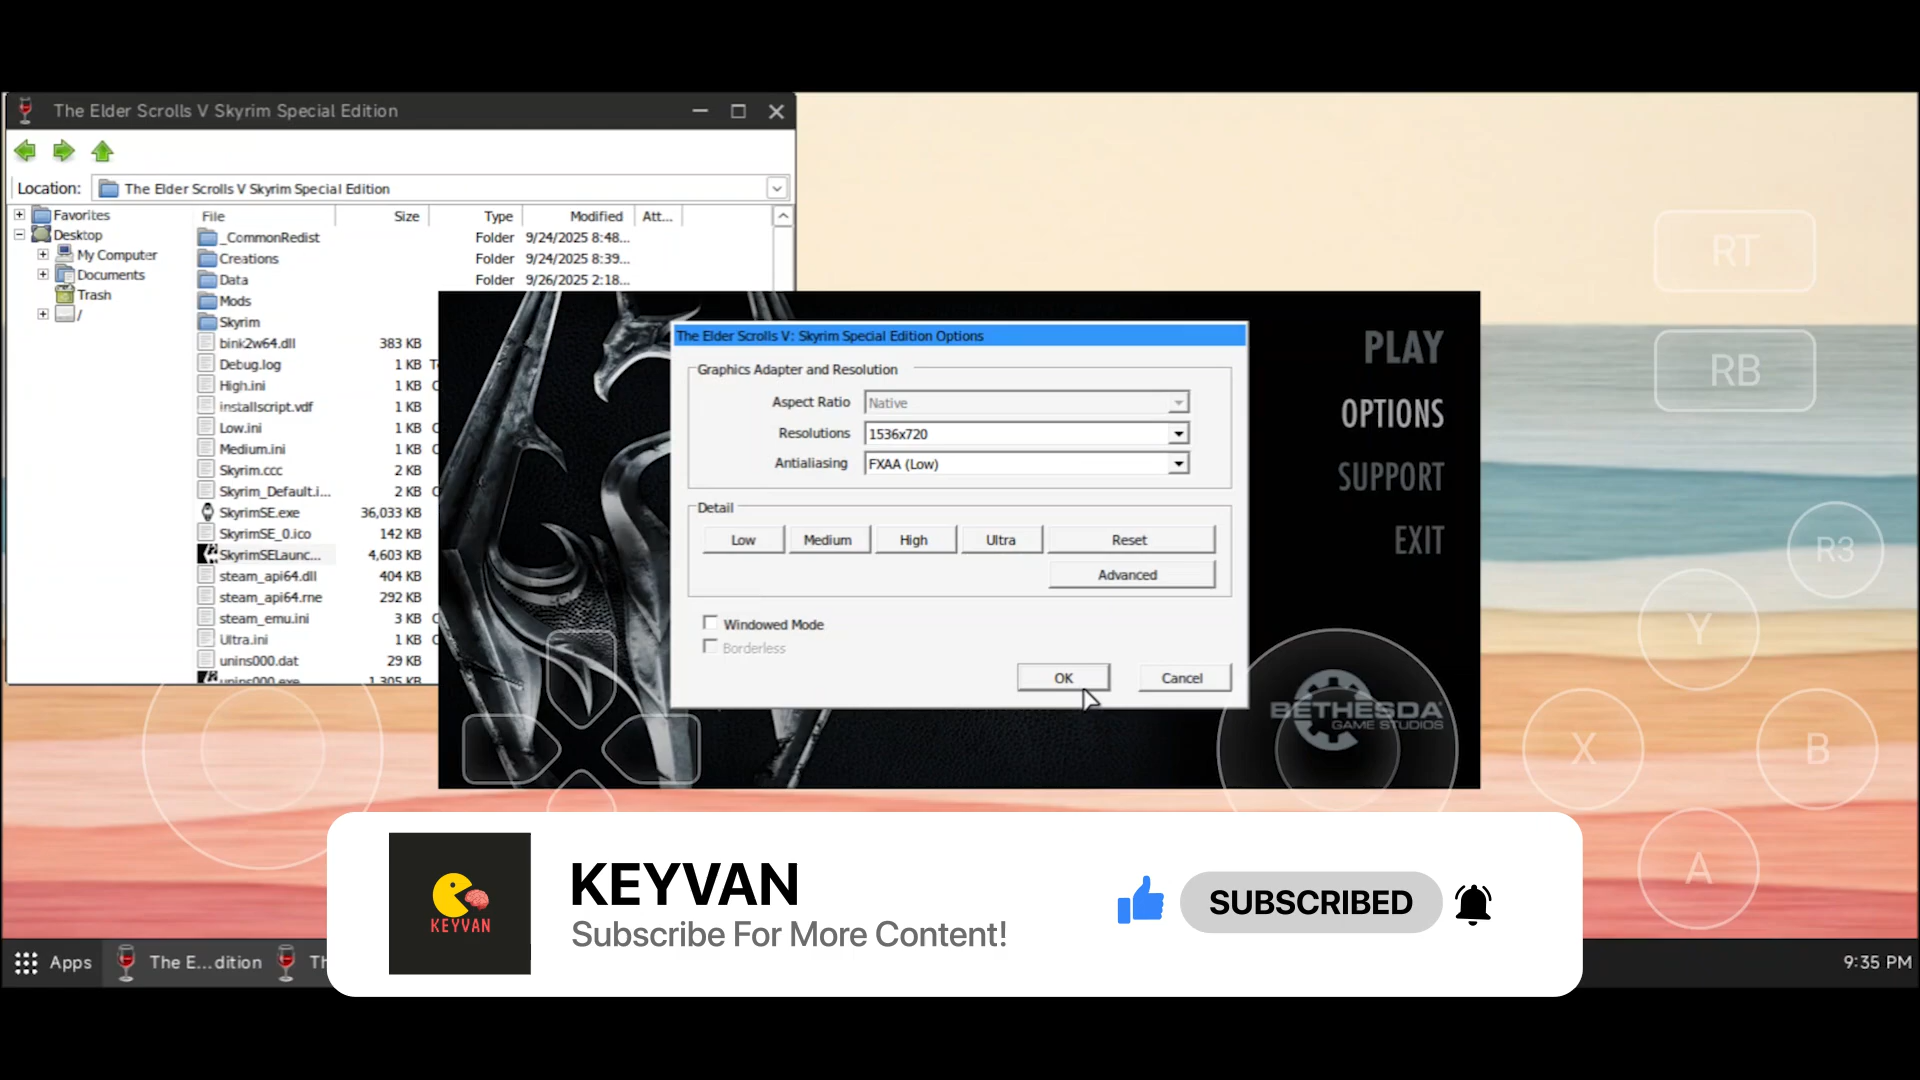 The Elder Scrolls V Skyrim Special Edition
Location: The Elder Scrolls V Skyrim Special Edition
Favorites
Desktop
My Computer
Documents
Trash
/
File Size Type Modified Att...
_CommonRedist Folder 9/24/2025 8:48...
Creations Folder 9/24/2025 8:39...
Data Folder 9/26/2025 2:18...
Mods
Skyrim
bink2w64.dll 383 KB
Debug.log 1 KB
High.ini 1 KB
installscript.vdf 1 KB
Low.ini 1 KB
Medium.ini 1 KB
Skyrim.ccc 2 KB
Skyrim_Default.i... 2 KB
SkyrimSE.exe 36,033 KB
SkyrimSE_0.ico 142 KB
SkyrimSELaunc... 4,603 KB
steam_api64.dll 404 KB
steam_api64.rne 292 KB
steam_emu.ini 3 KB
Ultra.ini 1 KB
unins000.dat 29 KB
unins000.exe 1,305 KB
The Elder Scrolls V: Skyrim Special Edition Options
Graphics Adapter and Resolution
Aspect Ratio Native
Resolutions 1536x720
Antialiasing FXAA (Low)
Detail
Low Medium High Ultra Reset
Advanced
Windowed Mode
Borderless
OK Cancel
PLAY
OPTIONS
SUPPORT
EXIT
BETHESDA
GAME STUDIOS
RT
RB
R3
Y
X
B
A
KEYVAN
KEYVAN
Subscribe For More Content!
SUBSCRIBED
Apps The E...dition Th
9:35 PM